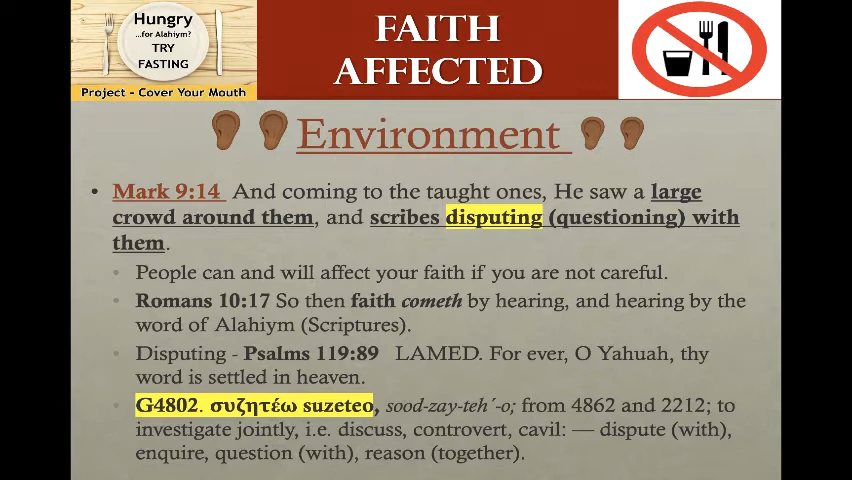 Hungry
...for Alahiym?
TRY
FASTING
Project - Cover Your Mouth
FAITH
AFFECTED
Environment
• Mark 9:14 And coming to the taught ones, He saw a large
crowd around them, and scribes disputing (questioning) with
them.
• People can and will affect your faith if you are not careful.
• Romans 10:17 So then faith cometh by hearing, and hearing by the
word of Alahiym (Scriptures).
• Disputing - Psalms 119:89 LAMED. For ever, O Yahuah, thy
word is settled in heaven.
• G4802. συζητέω suzeteo, sood-zay-teh´-o; from 4862 and 2212; to
investigate jointly, i.e. discuss, controvert, cavil: — dispute (with),
enquire, question (with), reason (together).